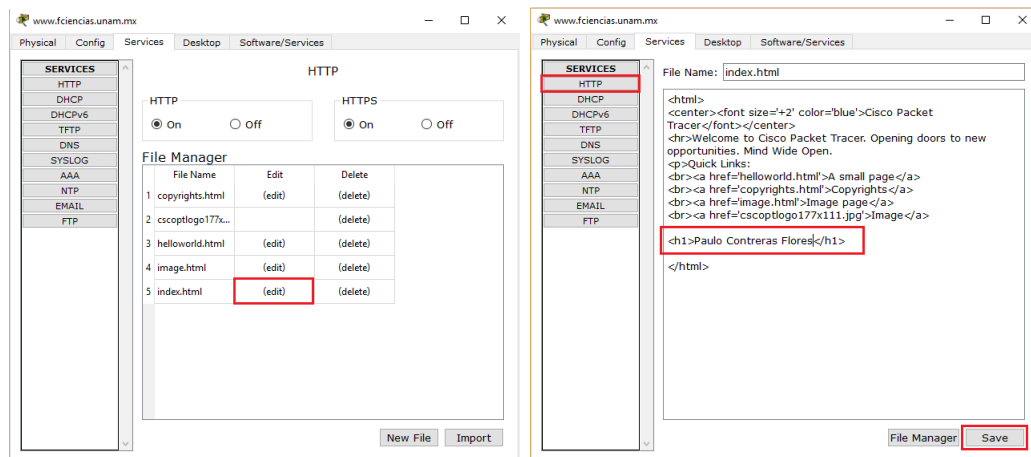 www.fciencias.unam.mx
Physical Config Services Desktop Software/Services
SERVICES
HTTP
DHCP
DHCPv6
TFTP
DNS
SYSLOG
AAA
NTP
EMAIL
FTP
HTTP
HTTP
On Off
HTTPS
On Off
File Manager
File Name Edit Delete
1 copyrights.html (edit) (delete)
2 cscoptlogo177x... (delete)
3 helloworld.html (edit) (delete)
4 image.html (edit) (delete)
5 index.html (edit) (delete)
New File Import
www.fciencias.unam.mx
Physical Config Services Desktop Software/Services
SERVICES
HTTP
DHCP
DHCPv6
TFTP
DNS
SYSLOG
AAA
NTP
EMAIL
FTP
File Name: index.html
<html>
<center><font size='+2' color='blue'>Cisco Packet
Tracer</font></center>
<hr>Welcome to Cisco Packet Tracer. Opening doors to new
opportunities. Mind Wide Open.
<p>Quick Links:
<br><a href='helloworld.html'>A small page</a>
<br><a href='copyrights.html'>Copyrights</a>
<br><a href='image.html'>Image page</a>
<br><a href='cscoptlogo177x111.jpg'>Image</a>
<h1>Paulo Contreras Flores</h1>
</html>
File Manager Save